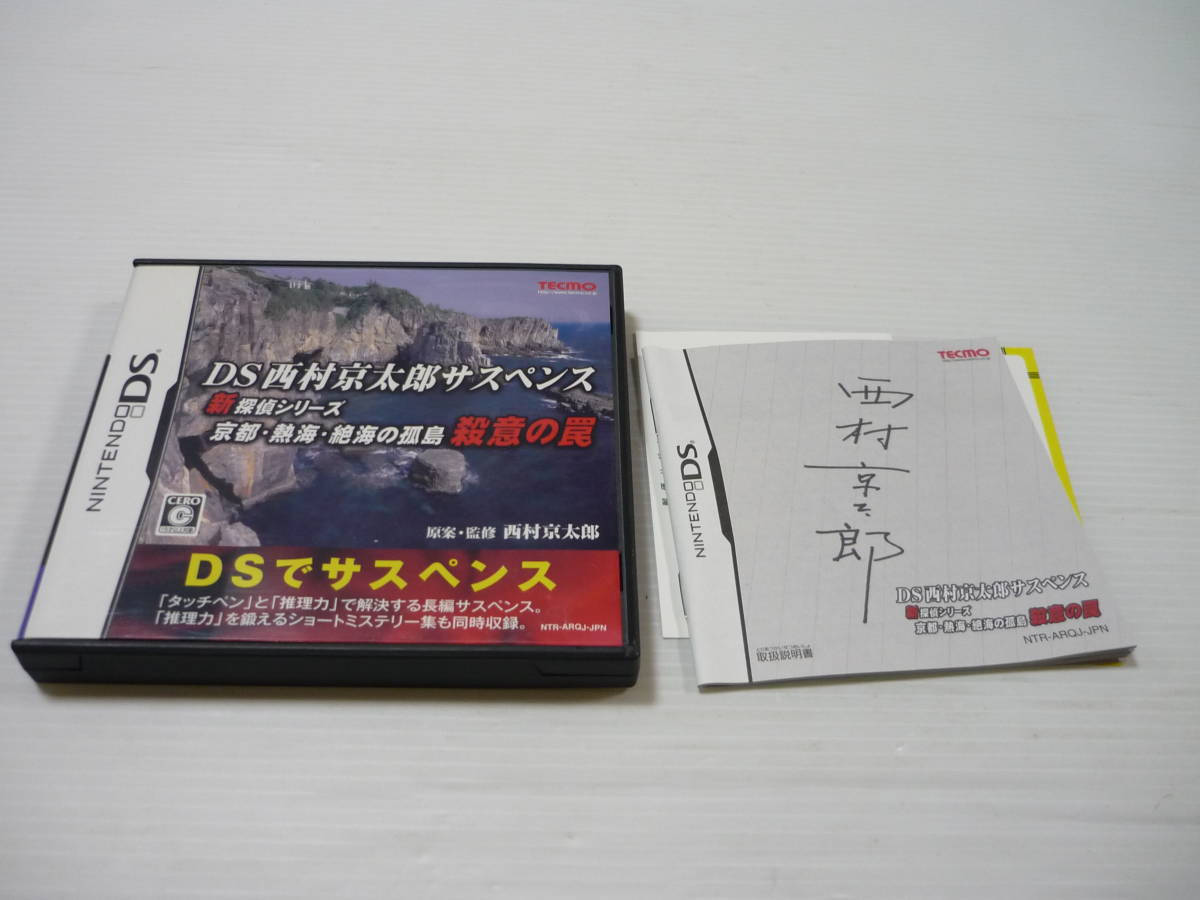 TECMO
NINTENDO DS
DS西村京太郎サスペンス
新探偵シリーズ
京都・熱海・絶海の孤島 殺意の罠
CERO
C
原案・監修 西村京太郎
DSでサスペンス
「タッチペン」と「推理力」で解決する長編サスペンス。
「推理力」を鍛えるショートミステリー集も同時収録。
NTR-ARQJ-JPN
TECMO
西村京太郎
NINTENDO DS
DS西村京太郎サスペンス
新探偵シリーズ
京都・熱海・絶海の孤島 殺意の罠
NTR-ARQJ-JPN
取扱説明書